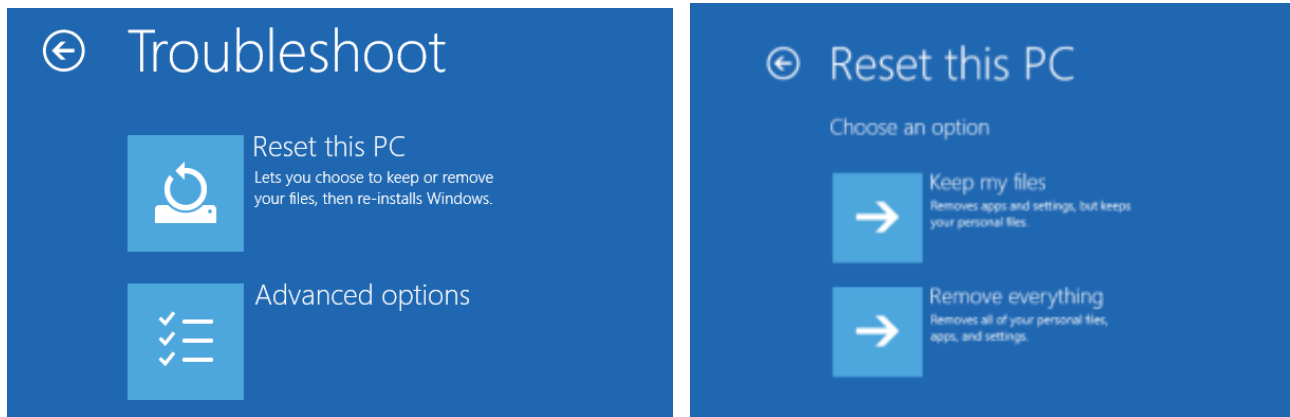 Troubleshoot
Reset this PC
Lets you choose to keep or remove
your files, then re-installs Windows.
Advanced options
Reset this PC
Choose an option
Keep my files
Removes apps and settings, but keeps
your personal files.
Remove everything
Removes all of your personal files,
apps, and settings.